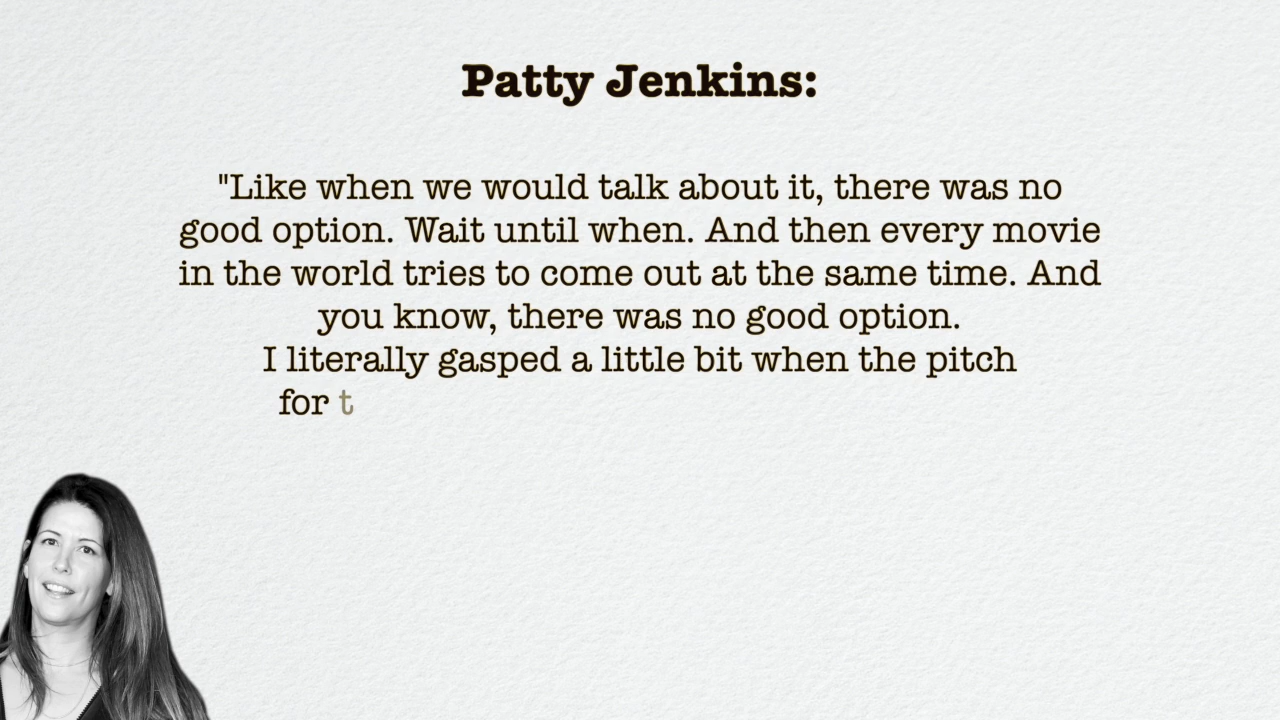 Patty Jenkins:
"Like when we would talk about it, there was no
good option. Wait until when. And then every movie
in the world tries to come out at the same time. And
you know, there was no good option.
I literally gasped a little bit when the pitch
for t